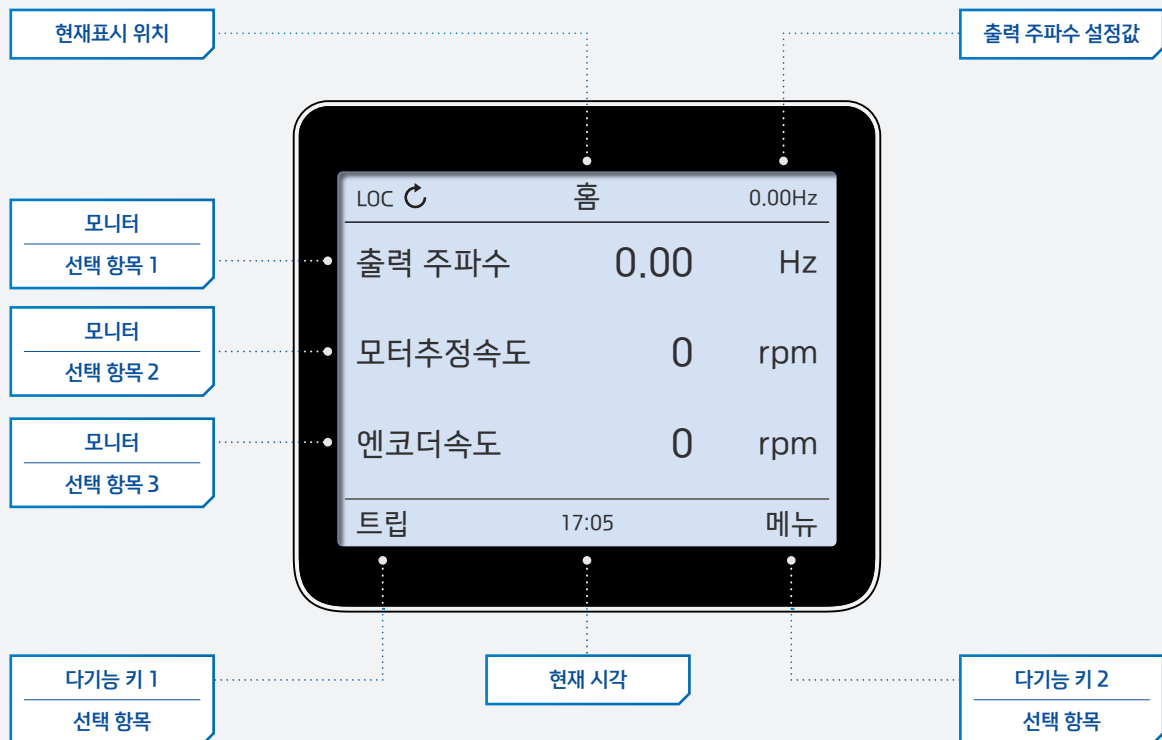 현재표시 위치
출력 주파수 설정값
LOC 홈 0.00Hz
모니터
선택 항목 1
출력 주파수 0.00 Hz
모니터
선택 항목 2
모터추정속도 0 rpm
모니터
선택 항목 3
엔코더속도 0 rpm
트립 17:05 메뉴
다기능 키 1
선택 항목
현재 시각
다기능 키 2
선택 항목